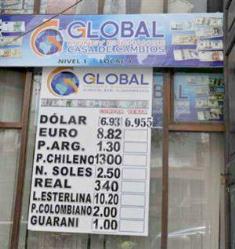 GLOBAL
CASA DE CAMBIOS
NIVEL 1 LOCAL
GLOBAL
DÓLAR 6.93 6.955
EURO 8.82
P.ARG. 1.30
P.CHILENO 1300
N. SOLES 2.50
REAL 340
L.ESTERLINA 10.20
P.COLOMBIANO 2.00
GUARANI 1.00